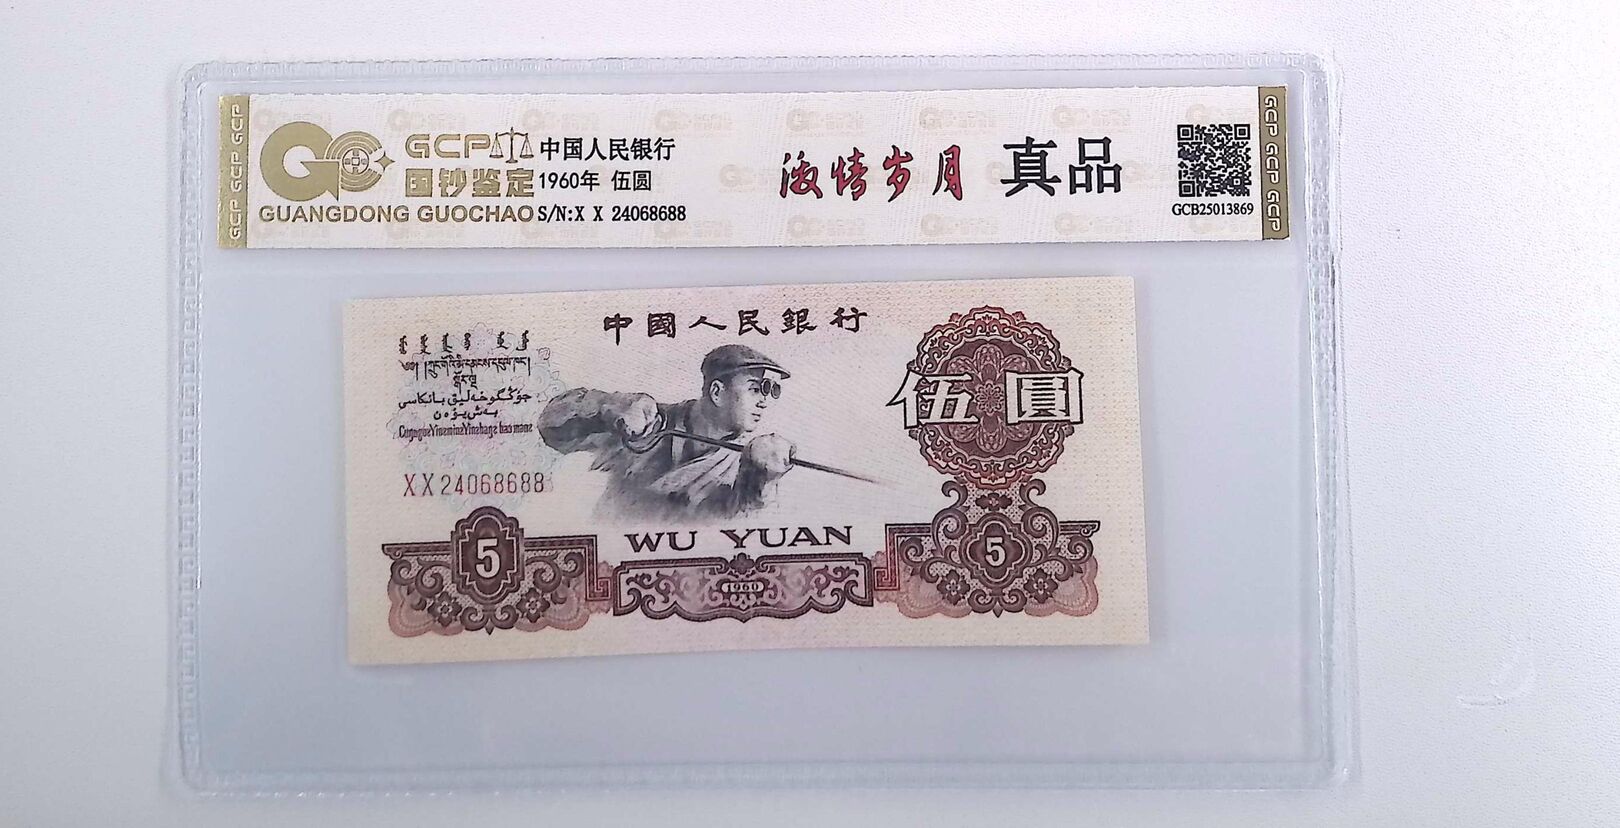 GCP GCP GCP
GCP 中国人民银行
国钞鉴定 1960年 伍圆
GUANGDONG GUOCHAO S/N:X X 24068688
激情岁月 真品
GCB25013869
GCP GCP GCP
中國人民銀行
伍圓
XX24068688
WU YUAN
5
1960
5